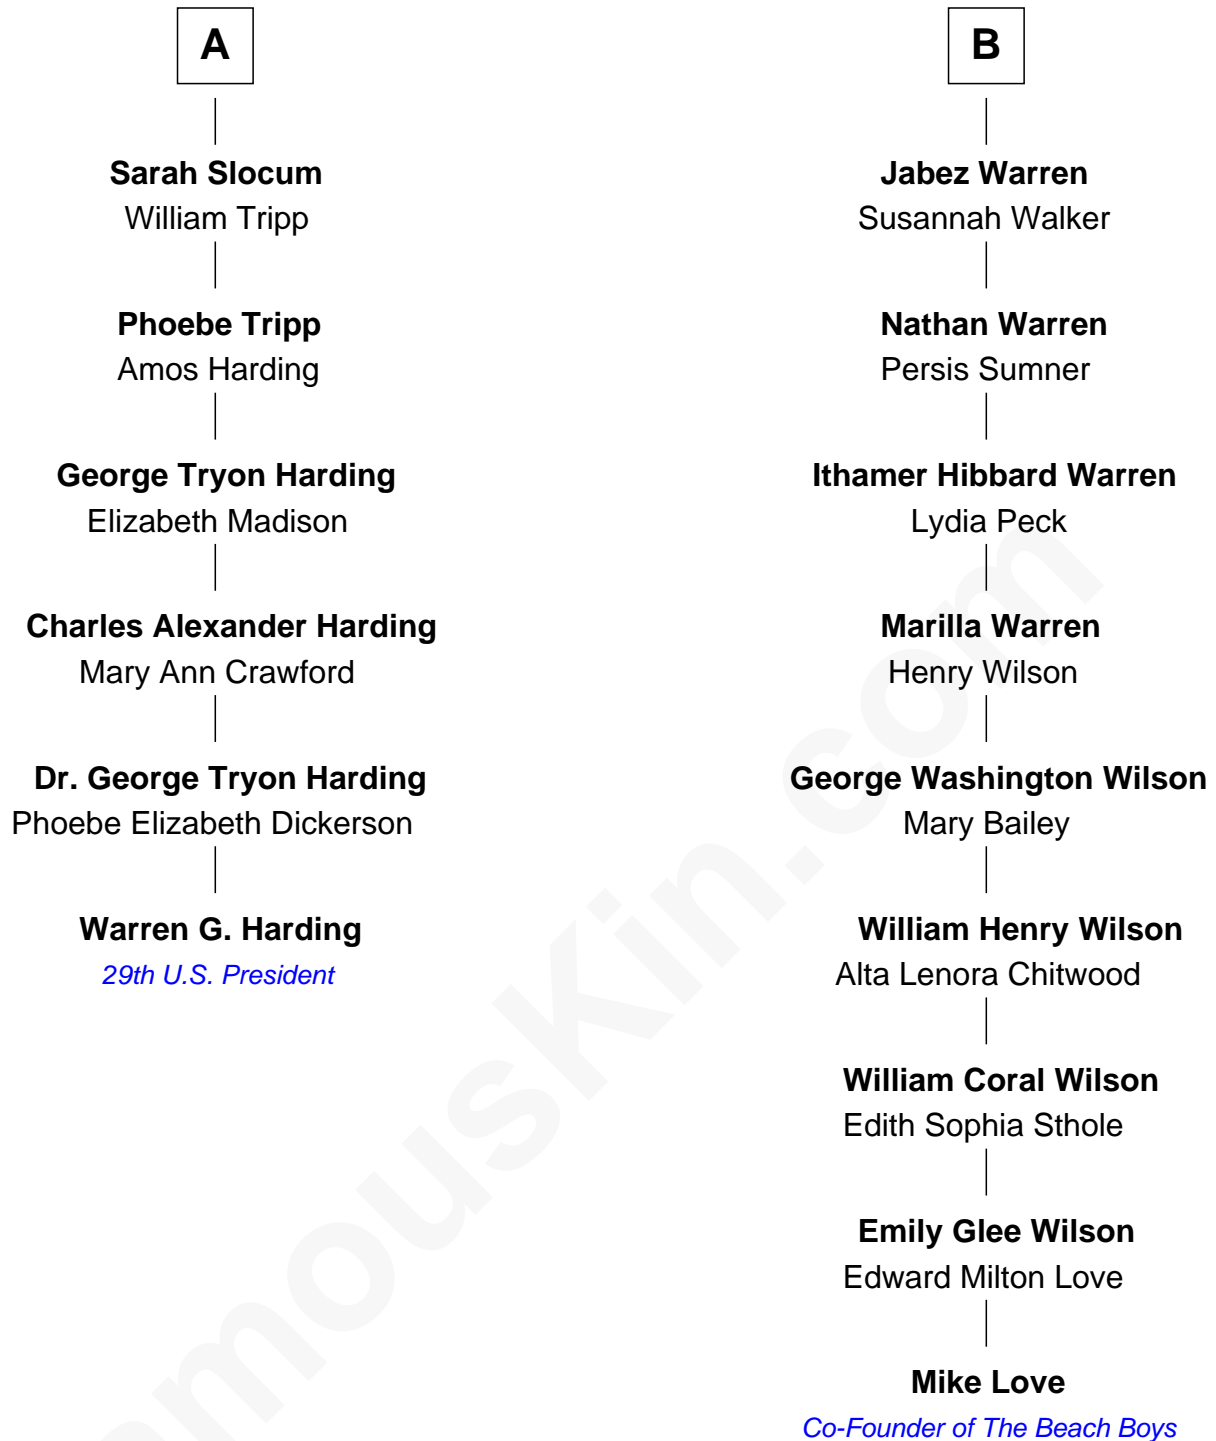 A
Sarah Slocum
William Tripp
Phoebe Tripp
Amos Harding
George Tryon Harding
Elizabeth Madison
Charles Alexander Harding
Mary Ann Crawford
Dr. George Tryon Harding
Phoebe Elizabeth Dickerson
Warren G. Harding
29th U.S. President
B
Jabez Warren
Susannah Walker
Nathan Warren
Persis Sumner
Ithamer Hibbard Warren
Lydia Peck
Marilla Warren
Henry Wilson
George Washington Wilson
Mary Bailey
William Henry Wilson
Alta Lenora Chitwood
William Coral Wilson
Edith Sophia Sthole
Emily Glee Wilson
Edward Milton Love
Mike Love
Co-Founder of The Beach Boys
amouskin.com